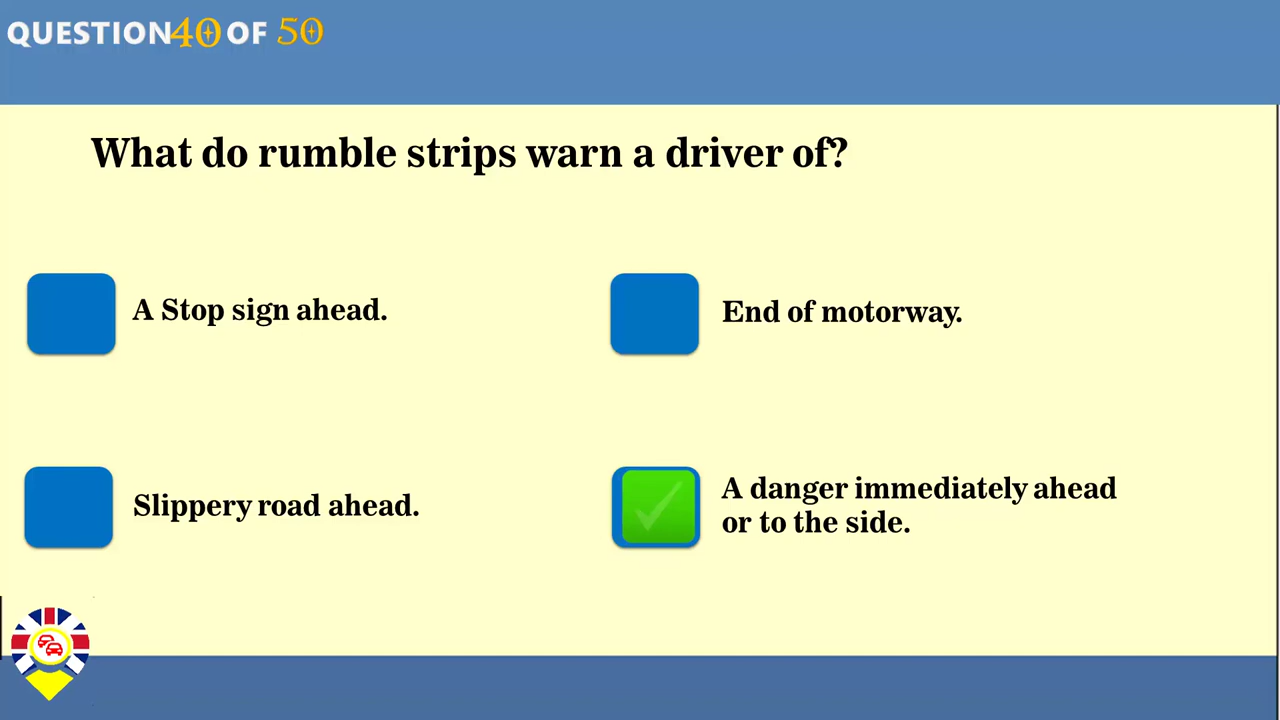 QUESTION 40 OF 50
What do rumble strips warn a driver of?
A Stop sign ahead.
End of motorway.
Slippery road ahead.
A danger immediately ahead
or to the side.